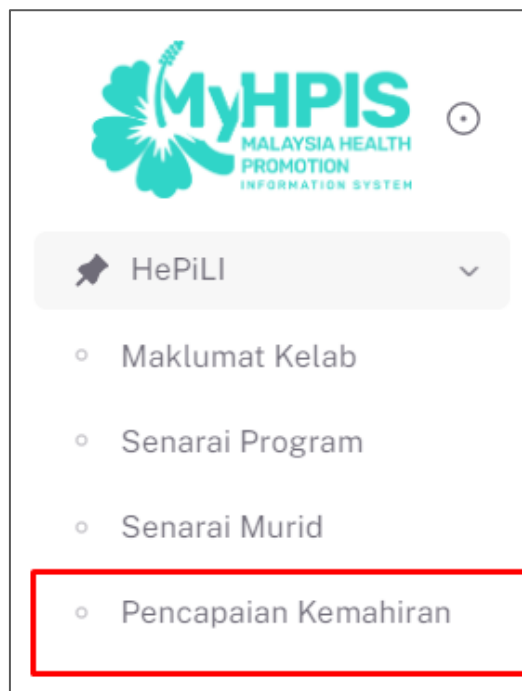 MyHPIS
MALAYSIA HEALTH
PROMOTION
INFORMATION SYSTEM
HePiLI
Maklumat Kelab
Senarai Program
Senarai Murid
Pencapaian Kemahiran